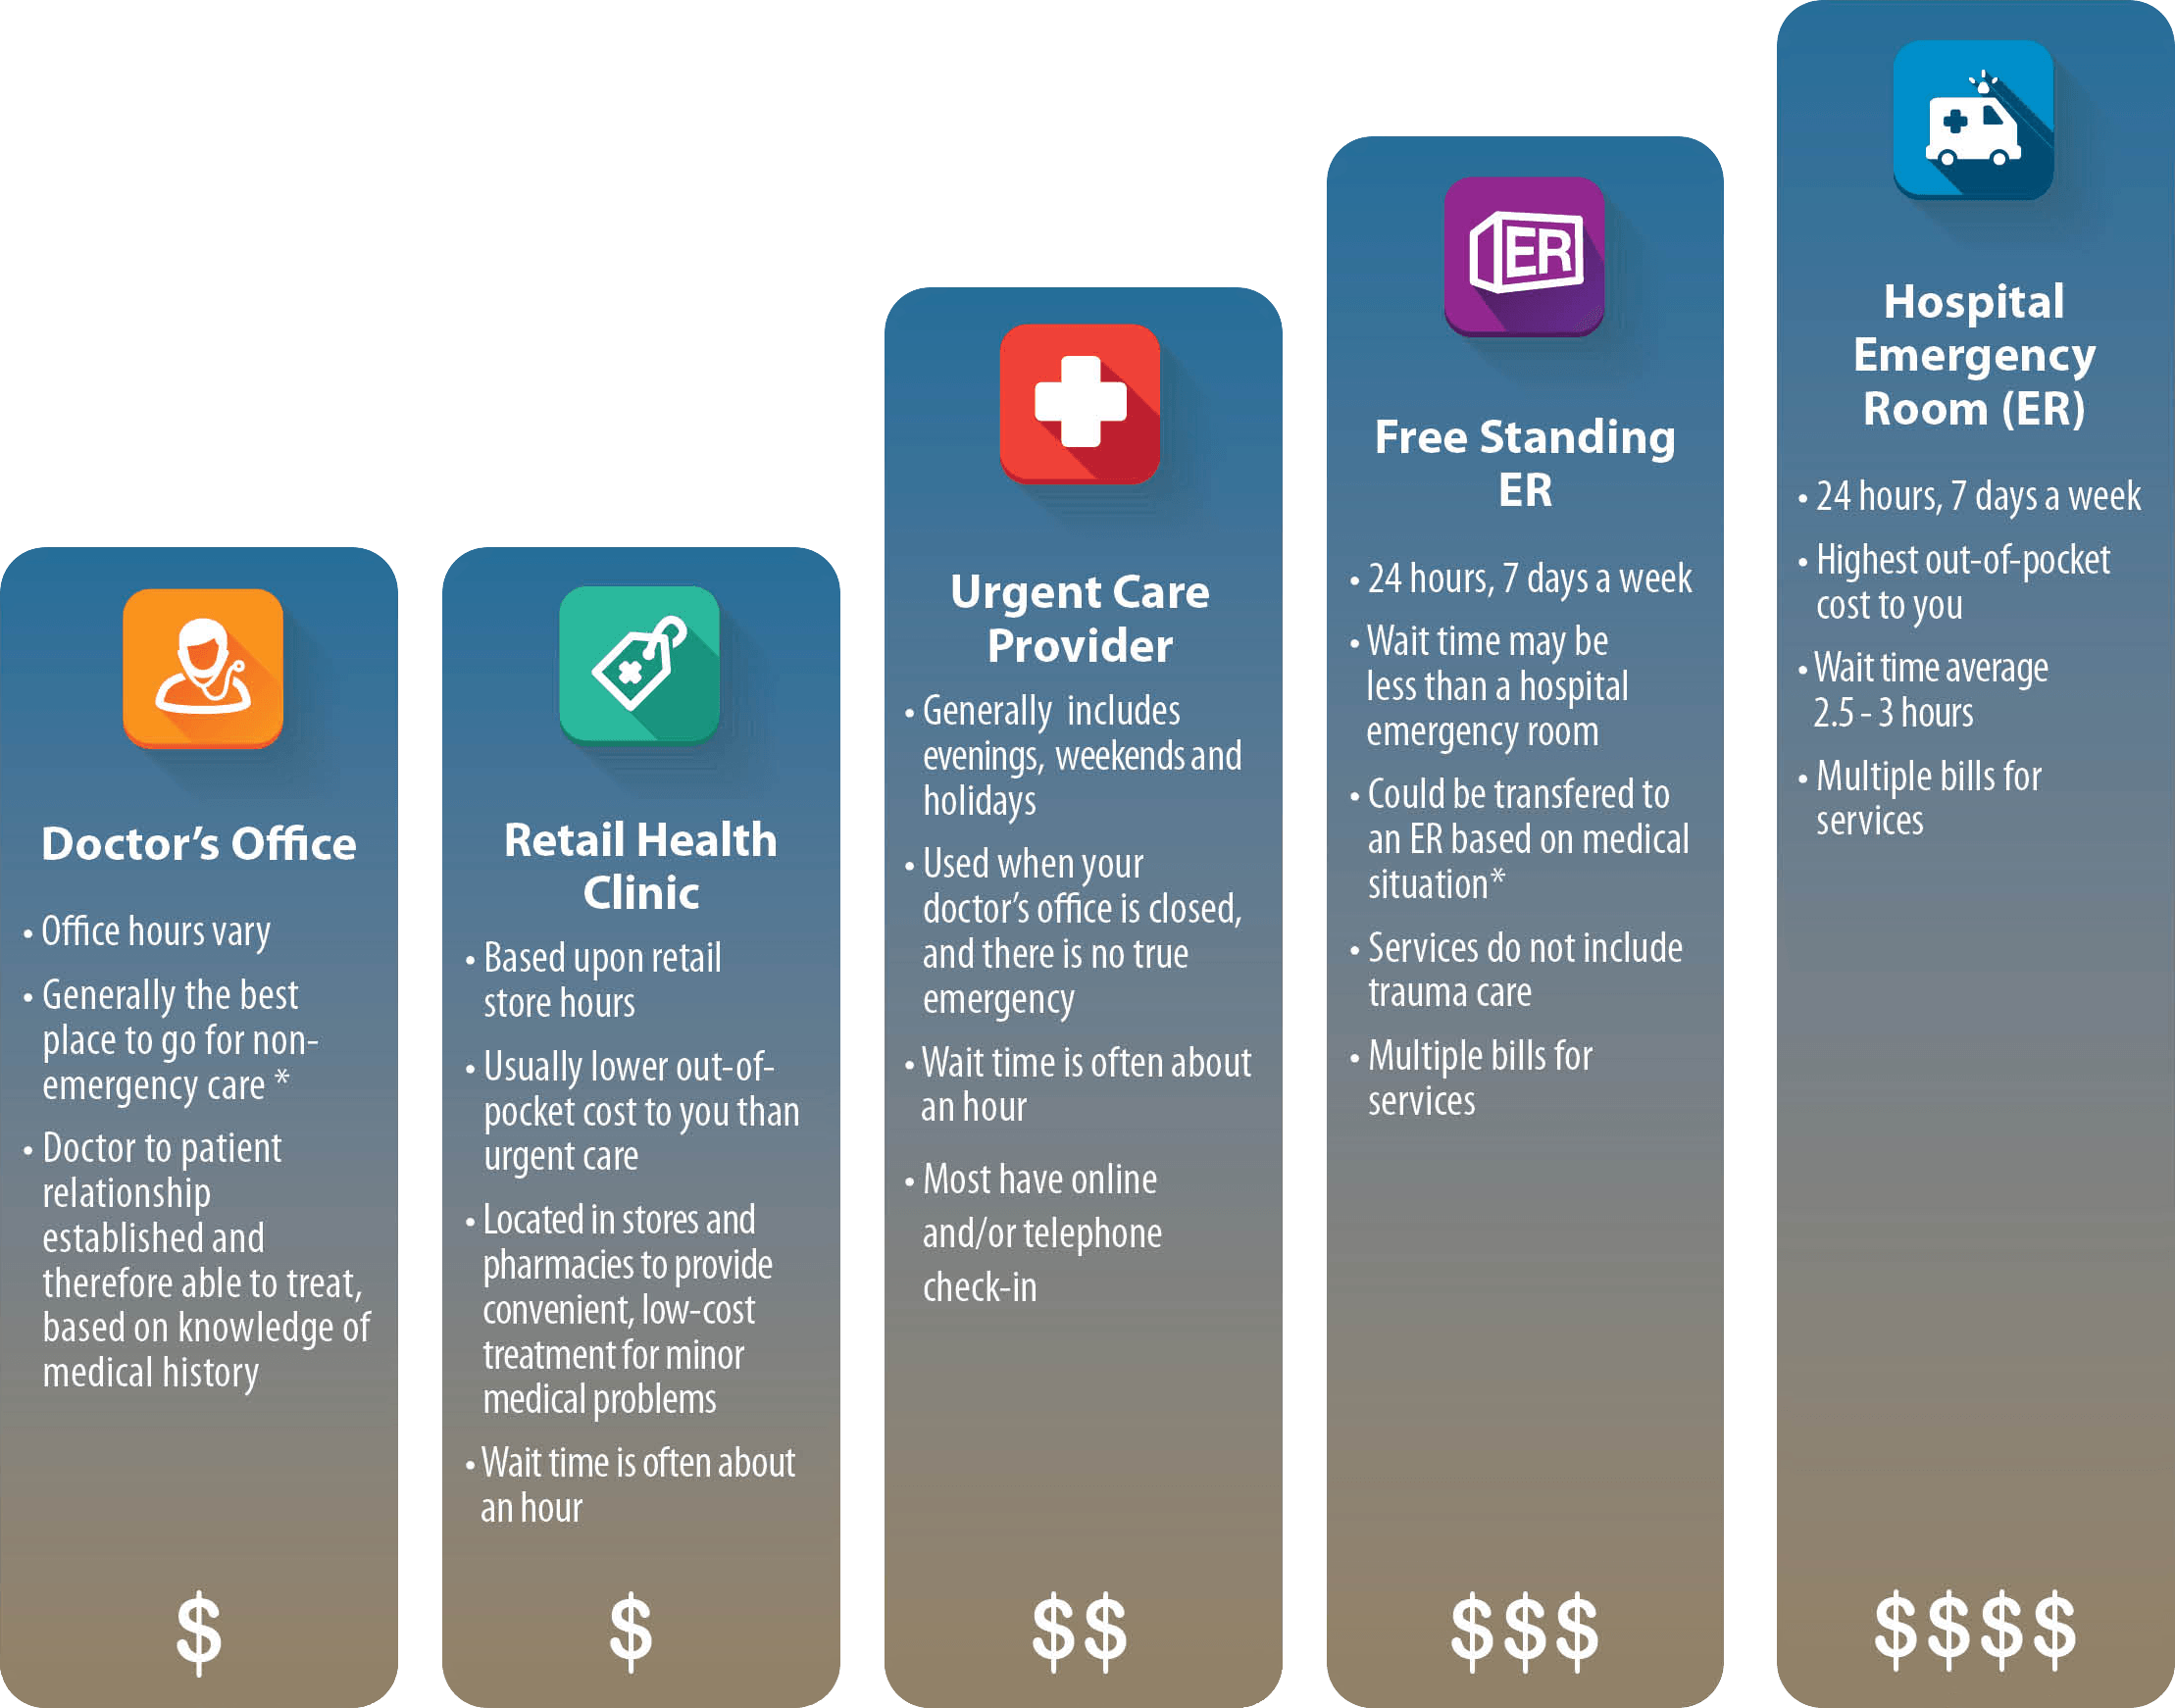 Doctor's Office
• Office hours vary
• Generally the best
place to go for non-
emergency care *
• Doctor to patient
relationship
established and
therefore able to treat,
based on knowledge of
medical history
$
Retail Health
Clinic
• Based upon retail
store hours
• Usually lower out-of-
pocket cost to you than
urgent care
• Located in stores and
pharmacies to provide
convenient, low-cost
treatment for minor
medical problems
• Wait time is often about
an hour
$
Urgent Care
Provider
• Generally includes
evenings, weekends and
holidays
• Used when your
doctor's office is closed,
and there is no true
emergency
• Wait time is often about
an hour
• Most have online
and/or telephone
check-in
$$
ER
Free Standing
ER
• 24 hours, 7 days a week
• Wait time may be
less than a hospital
emergency room
• Could be transfered to
an ER based on medical
situation*
• Services do not include
trauma care
• Multiple bills for
services
$$$
Hospital
Emergency
Room (ER)
• 24 hours, 7 days a week
• Highest out-of-pocket
cost to you
• Wait time average
2.5 - 3 hours
• Multiple bills for
services
$$$$